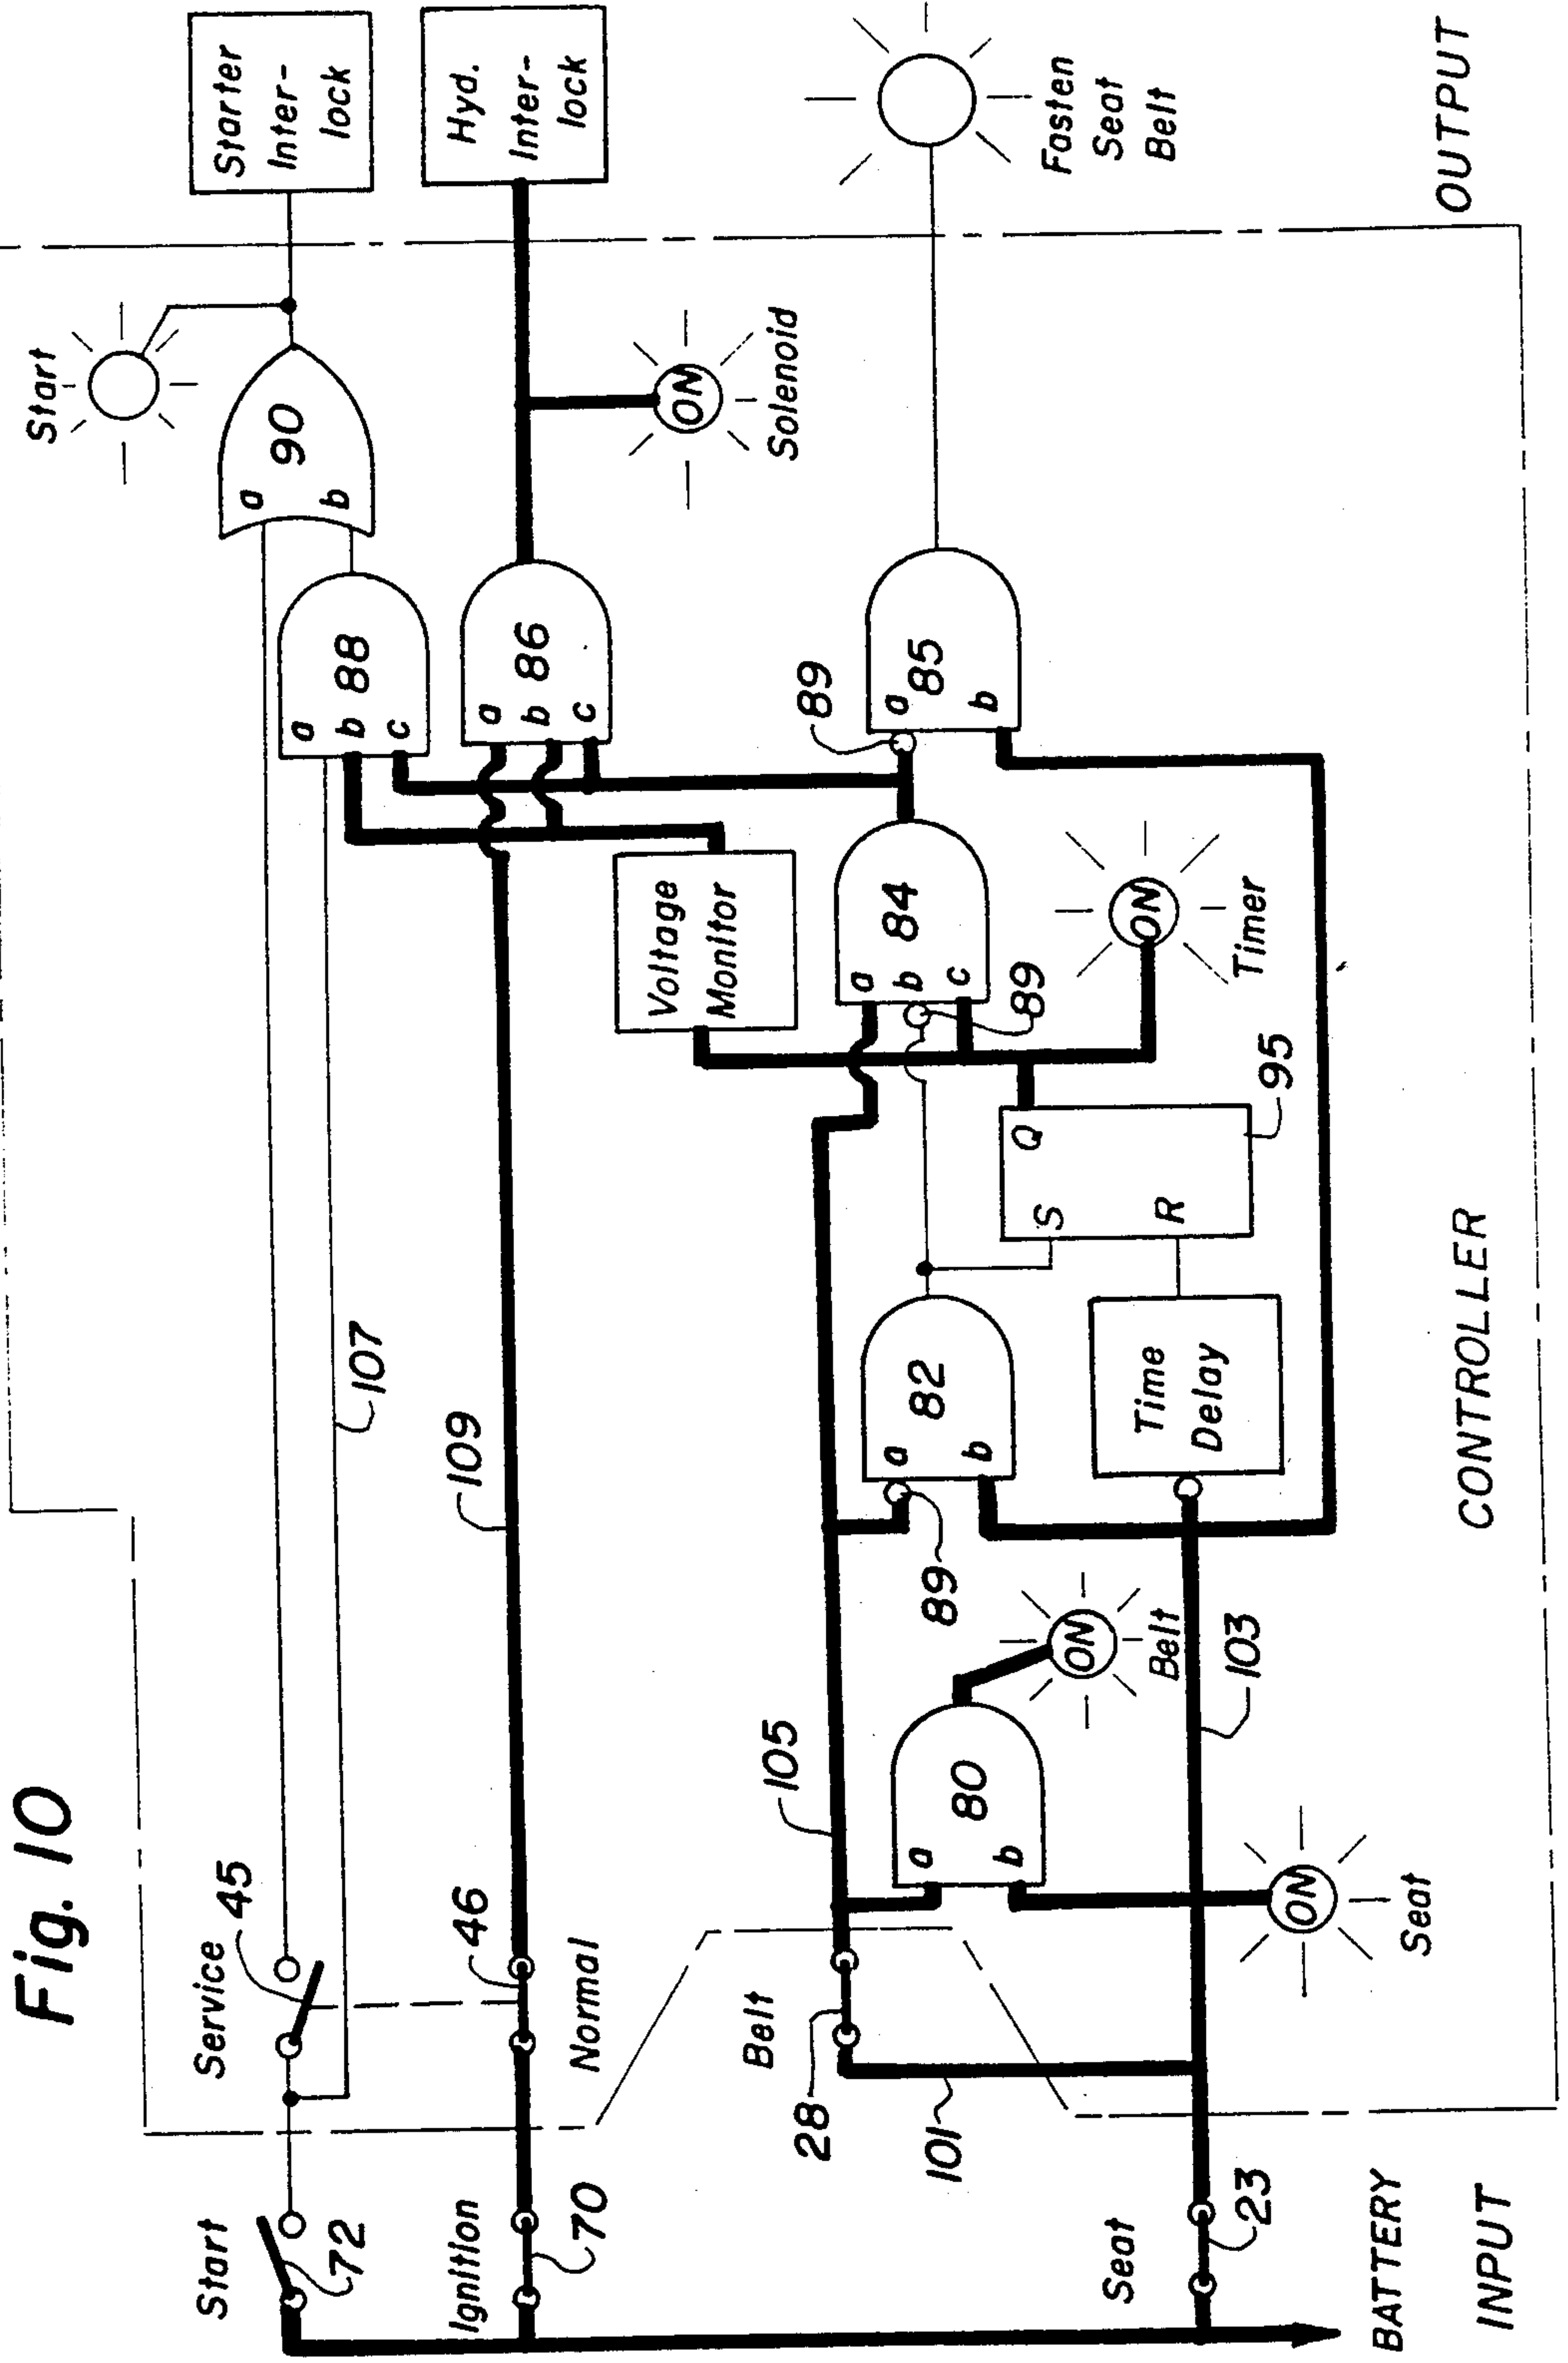 Fig. 10
Start
72
Ignition
70
Seat
23
BATTERY
INPUT
Service
45
46
Normal
Belt
28
101
105
109
107
103
80
a
b
ON
Belt
ON
Seat
89
82
a
b
Time
Delay
S
R
Q
95
CONTROLLER
Voltage
Monitor
84
a
b
c
89
ON
Timer
89
85
a
b
88
a
b
c
86
a
b
c
90
a
b
Start
ON
Solenoid
Starter
Inter-
lock
Hyd.
Inter-
lock
Fasten
Seat
Belt
OUTPUT